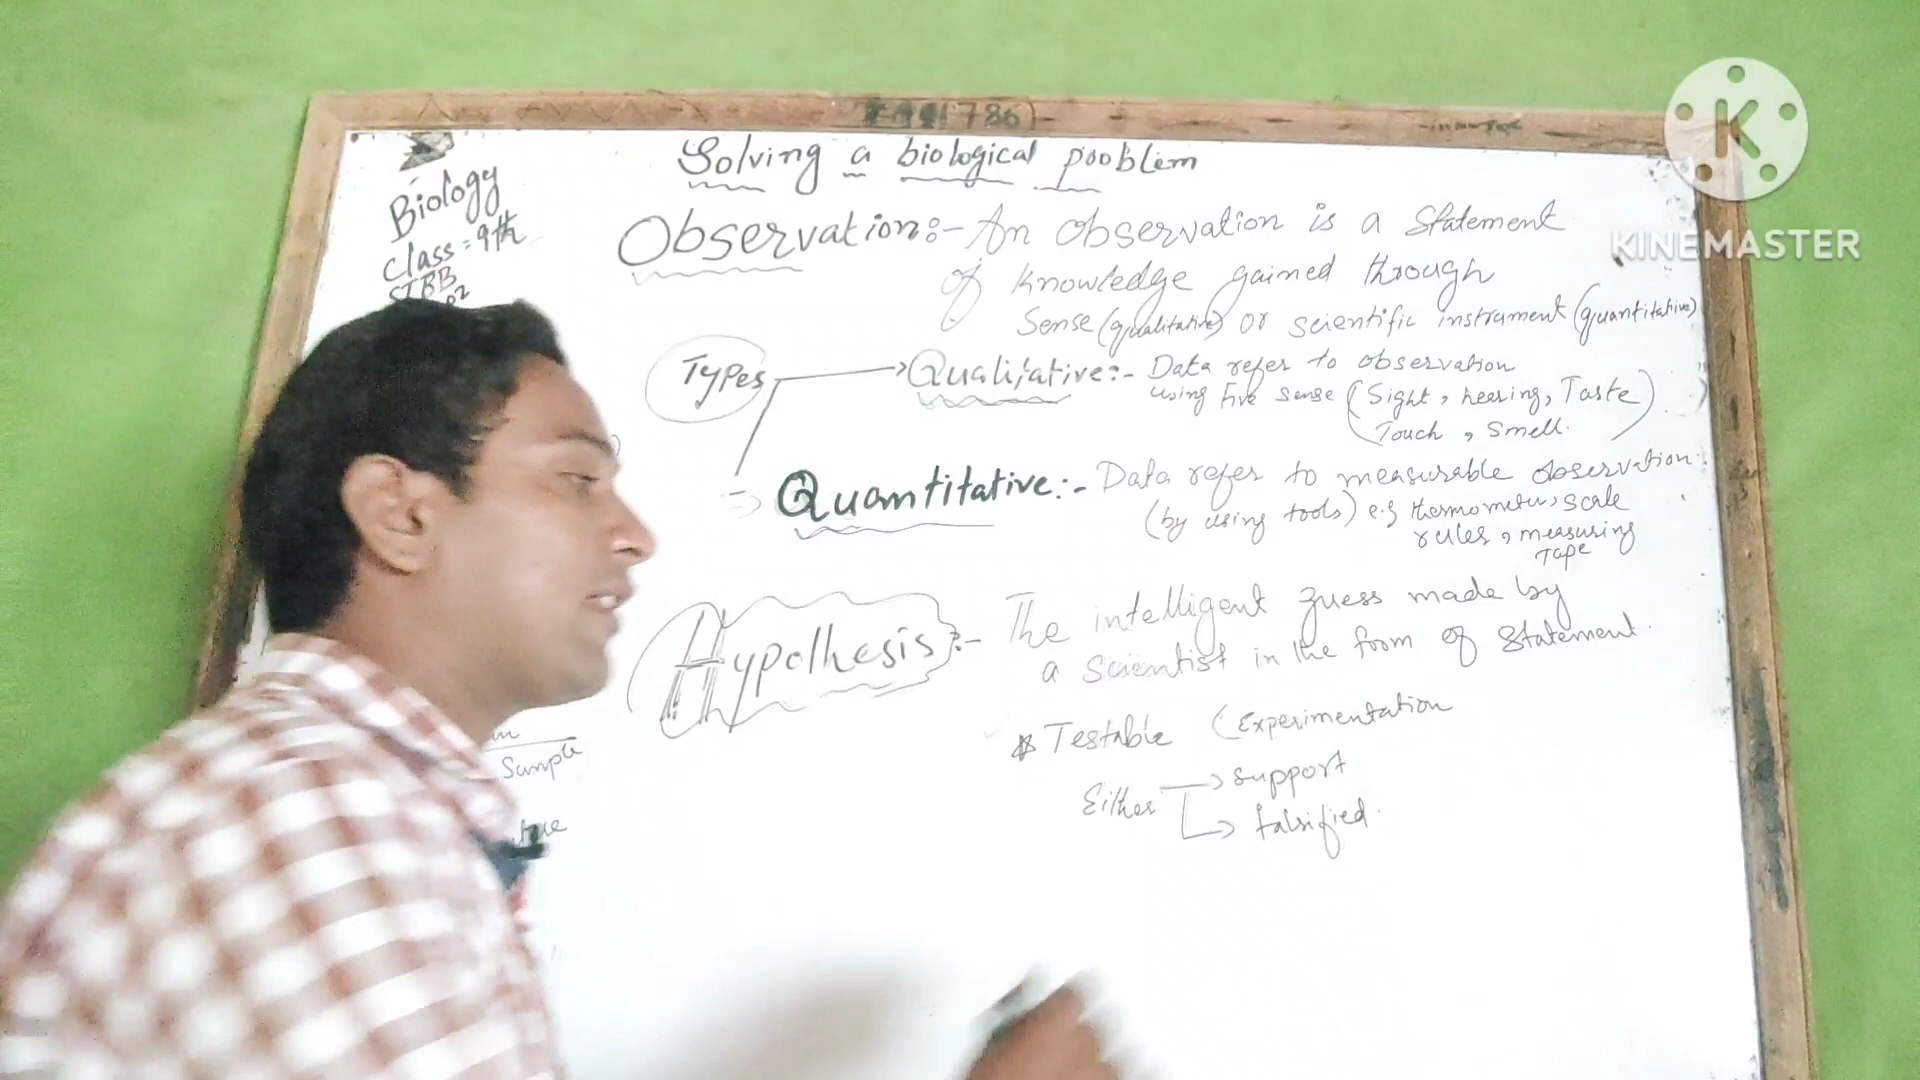 786
Solving a biological pooblem
Biology
class = 9th
STBB
Observation:- An observation is a statement
of knowledge gained through
Sense (qualitative) or scientific instrument (quantitative)
Types
Qualitative:- Data refer to observation
using five sense (Sight, hearing, Taste
Touch, Smell.)
Quantitative:- Data refer to measurable observation.
(by using tools) e.g thermometer, scale
rules, measuring
Tape
Hypothesis:- The intelligent guess made by
a scientist in the form of statement.
Testable (Experimentation
Either support
falsified.
Sample
K
KINEMASTER